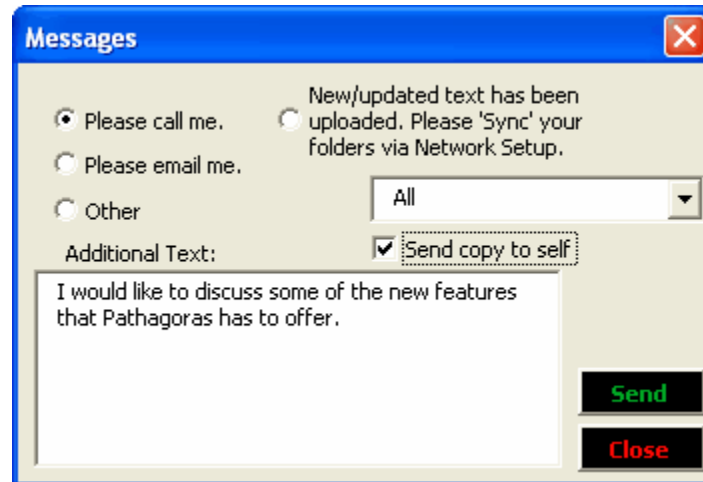 Messages
Please call me.
New/updated text has been
uploaded. Please 'Sync' your
folders via Network Setup.
Please email me.
Other
All
Additional Text:
Send copy to self
I would like to discuss some of the new features
that Pathagoras has to offer.
Send
Close